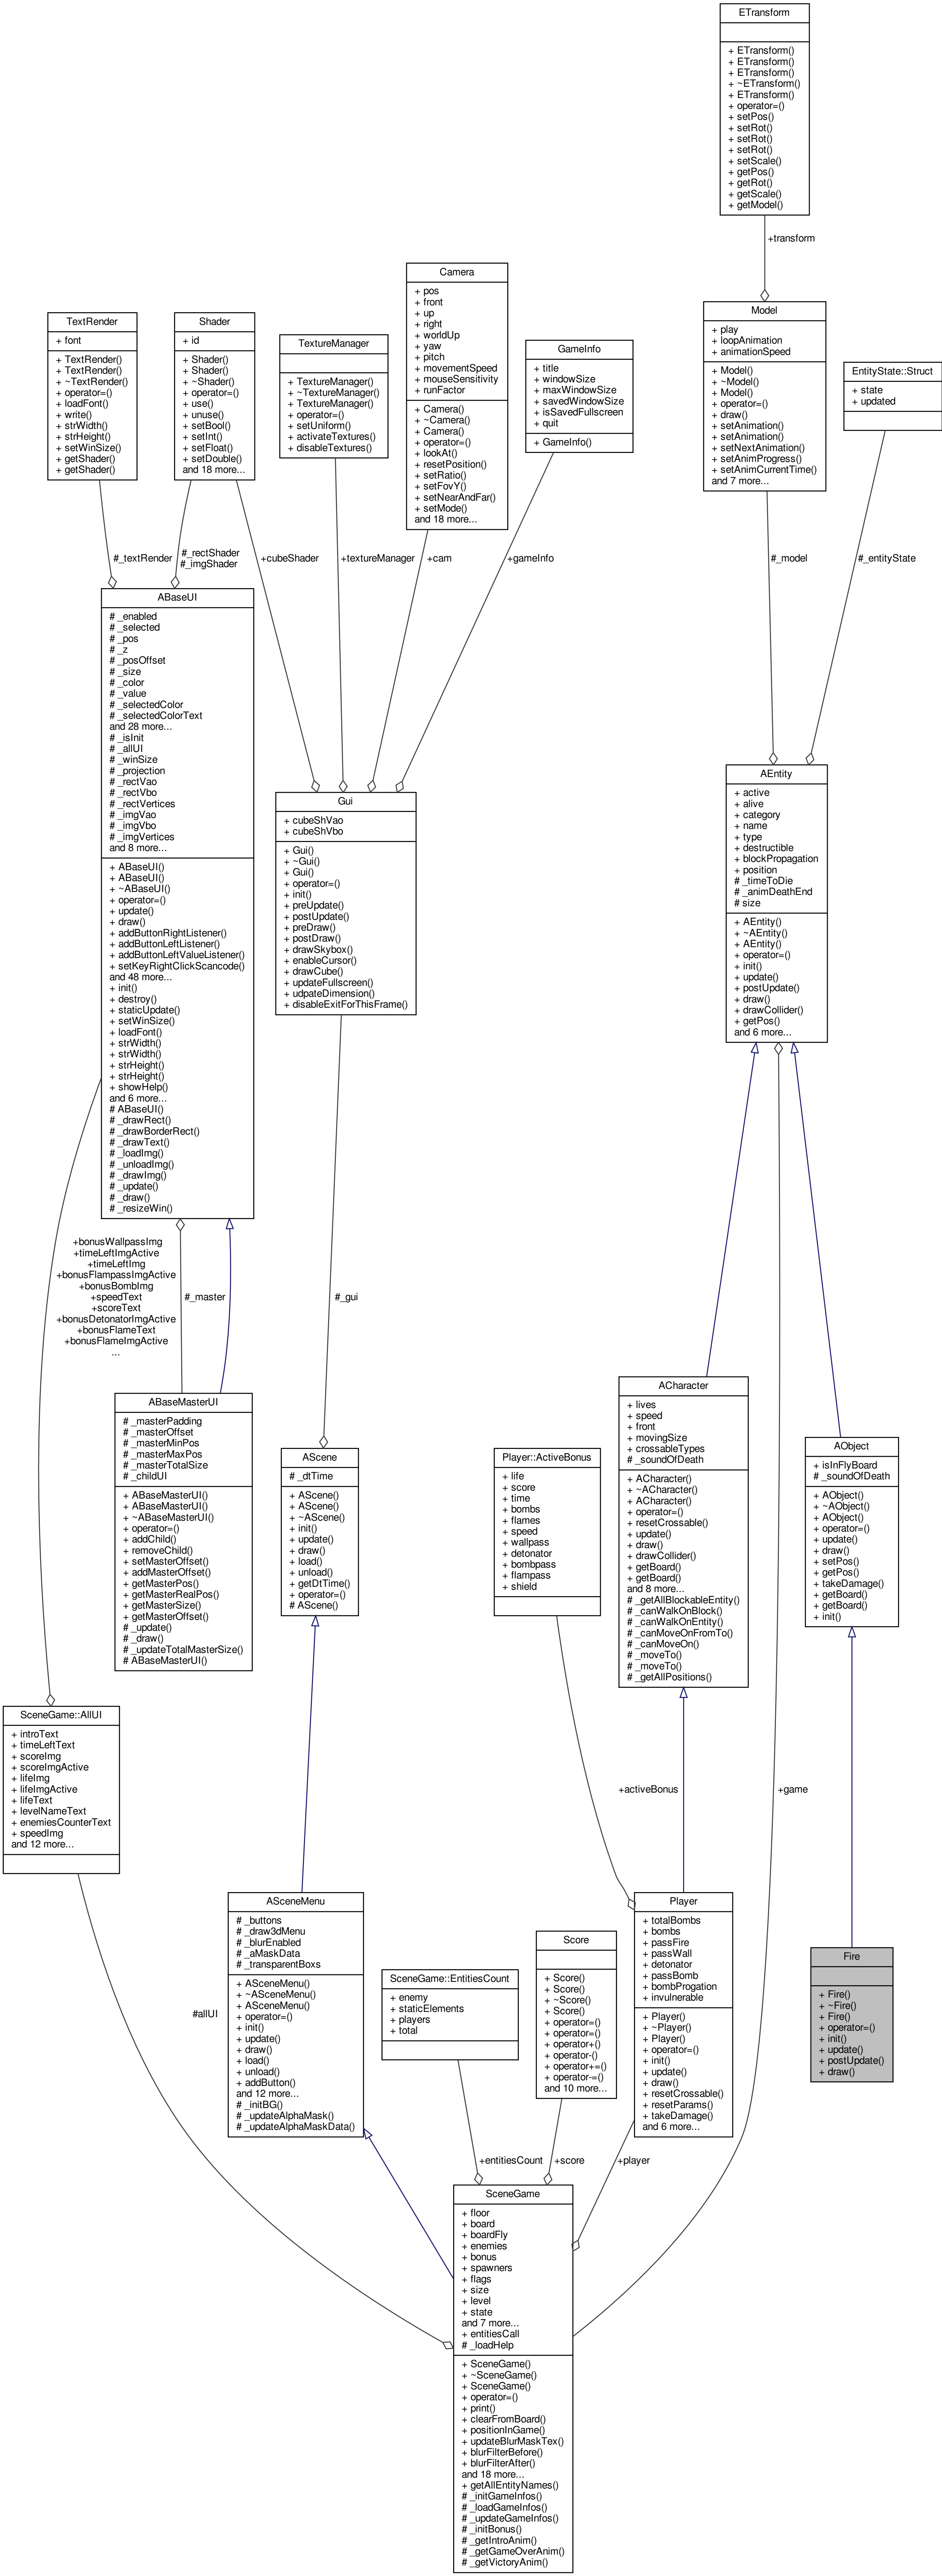 ETransform
+ ETransform()
+ ETransform()
+ ETransform()
+ ~ETransform()
+ ETransform()
+ operator=()
+ setPos()
+ setRot()
+ setRot()
+ setRot()
+ setScale()
+ getPos()
+ getRot()
+ getScale()
+ getModel()
+transform
Model
+ play
+ loopAnimation
+ animationSpeed
+ Model()
+ ~Model()
+ Model()
+ operator=()
+ draw()
+ setAnimation()
+ setAnimation()
+ setNextAnimation()
+ setAnimProgress()
+ setAnimCurrentTime()
and 7 more...
EntityState::Struct
+ state
+ updated
TextRender
+ font
+ TextRender()
+ TextRender()
+ ~TextRender()
+ operator=()
+ loadFont()
+ write()
+ strWidth()
+ strHeight()
+ setWinSize()
+ getShader()
+ getShader()
Shader
+ id
+ Shader()
+ Shader()
+ ~Shader()
+ operator=()
+ use()
+ unuse()
+ setBool()
+ setInt()
+ setFloat()
+ setDouble()
and 18 more...
TextureManager
+ TextureManager()
+ ~TextureManager()
+ TextureManager()
+ operator=()
+ setUniform()
+ activateTextures()
+ disableTextures()
Camera
+ pos
+ front
+ up
+ right
+ worldUp
+ yaw
+ pitch
+ movementSpeed
+ mouseSensitivity
+ runFactor
+ Camera()
+ ~Camera()
+ Camera()
+ operator=()
+ lookAt()
+ resetPosition()
+ setRatio()
+ setFovY()
+ setNearAndFar()
+ setMode()
and 18 more...
GameInfo
+ title
+ windowSize
+ maxWindowSize
+ savedWindowSize
+ isSavedFullscreen
+ quit
+ GameInfo()
#_textRender
#_rectShader
#_imgShader
+cubeShader
+textureManager
+cam
+gameInfo
#_model
#_entityState
ABaseUI
# _enabled
# _selected
# _pos
# _z
# _posOffset
# _size
# _color
# _value
# _selectedColor
# _selectedColorText
and 28 more...
# _isInit
# _allUI
# _winSize
# _projection
# _rectVao
# _rectVbo
# _rectVertices
# _imgVao
# _imgVbo
# _imgVertices
and 8 more...
+ ABaseUI()
+ ABaseUI()
+ ~ABaseUI()
+ operator=()
+ update()
+ draw()
+ addButtonRightListener()
+ addButtonLeftListener()
+ addButtonLeftValueListener()
+ setKeyRightClickScancode()
and 48 more...
+ init()
+ destroy()
+ staticUpdate()
+ setWinSize()
+ loadFont()
+ strWidth()
+ strWidth()
+ strHeight()
+ strHeight()
+ showHelp()
and 6 more...
# ABaseUI()
# _drawRect()
# _drawBorderRect()
# _drawText()
# _loadImg()
# _unloadImg()
# _drawImg()
# _update()
# _draw()
# _resizeWin()
Gui
+ cubeShVao
+ cubeShVbo
+ Gui()
+ ~Gui()
+ Gui()
+ operator=()
+ init()
+ preUpdate()
+ postUpdate()
+ preDraw()
+ postDraw()
+ drawSkybox()
+ enableCursor()
+ drawCube()
+ updateFullscreen()
+ udpateDimension()
+ disableExitForThisFrame()
AEntity
+ active
+ alive
+ category
+ name
+ type
+ destructible
+ blockPropagation
+ position
# _timeToDie
# _animDeathEnd
# size
+ AEntity()
+ ~AEntity()
+ AEntity()
+ operator=()
+ init()
+ update()
+ postUpdate()
+ draw()
+ drawCollider()
+ getPos()
and 6 more...
+bonusWallpassImg
+timeLeftImgActive
+timeLeftImg
+bonusFlampassImgActive
+bonusBombImg
+speedText
+scoreText
+bonusDetonatorImgActive
+bonusFlameText
+bonusFlameImgActive
...
#_master
#_gui
ABaseMasterUI
# _masterPadding
# _masterOffset
# _masterMinPos
# _masterMaxPos
# _masterTotalSize
# _childUI
+ ABaseMasterUI()
+ ABaseMasterUI()
+ ~ABaseMasterUI()
+ operator=()
+ addChild()
+ removeChild()
+ setMasterOffset()
+ addMasterOffset()
+ getMasterPos()
+ getMasterRealPos()
+ getMasterSize()
+ getMasterOffset()
# _update()
# _draw()
# _updateTotalMasterSize()
# ABaseMasterUI()
AScene
# _dtTime
+ AScene()
+ AScene()
+ ~AScene()
+ init()
+ update()
+ draw()
+ load()
+ unload()
+ getDtTime()
+ operator=()
# AScene()
Player::ActiveBonus
+ life
+ score
+ time
+ bombs
+ flames
+ speed
+ wallpass
+ detonator
+ bombpass
+ flampass
+ shield
ACharacter
+ lives
+ speed
+ front
+ movingSize
+ crossableTypes
# _soundOfDeath
+ ACharacter()
+ ~ACharacter()
+ ACharacter()
+ operator=()
+ resetCrossable()
+ update()
+ draw()
+ drawCollider()
+ getBoard()
+ getBoard()
and 8 more...
# _getAllBlockableEntity()
# _canWalkOnBlock()
# _canWalkOnEntity()
# _canMoveOnFromTo()
# _canMoveOn()
# _moveTo()
# _moveTo()
# _getAllPositions()
AObject
+ isInFlyBoard
# _soundOfDeath
+ AObject()
+ ~AObject()
+ AObject()
+ operator=()
+ update()
+ draw()
+ setPos()
+ getPos()
+ takeDamage()
+ getBoard()
+ getBoard()
+ init()
SceneGame::AllUI
+ introText
+ timeLeftText
+ scoreImg
+ scoreImgActive
+ lifeImg
+ lifeImgActive
+ lifeText
+ levelNameText
+ enemiesCounterText
+ speedImg
and 12 more...
+activeBonus
+game
ASceneMenu
# _buttons
# _draw3dMenu
# _blurEnabled
# _aMaskData
# _transparentBoxs
+ ASceneMenu()
+ ~ASceneMenu()
+ ASceneMenu()
+ operator=()
+ init()
+ update()
+ draw()
+ load()
+ unload()
+ addButton()
and 12 more...
# _initBG()
# _updateAlphaMask()
# _updateAlphaMaskData()
SceneGame::EntitiesCount
+ enemy
+ staticElements
+ players
+ total
Score
+ Score()
+ Score()
+ ~Score()
+ Score()
+ operator=()
+ operator=()
+ operator+()
+ operator-()
+ operator+=()
+ operator-=()
and 10 more...
Player
+ totalBombs
+ bombs
+ passFire
+ passWall
+ detonator
+ passBomb
+ bombProgation
+ invulnerable
+ Player()
+ ~Player()
+ Player()
+ operator=()
+ init()
+ update()
+ draw()
+ resetCrossable()
+ resetParams()
+ takeDamage()
and 6 more...
Fire
+ Fire()
+ ~Fire()
+ Fire()
+ operator=()
+ init()
+ update()
+ postUpdate()
+ draw()
#allUI
+entitiesCount
+score
+player
SceneGame
+ floor
+ board
+ boardFly
+ enemies
+ bonus
+ spawners
+ flags
+ size
+ level
+ state
and 7 more...
+ entitiesCall
# _loadHelp
+ SceneGame()
+ ~SceneGame()
+ SceneGame()
+ operator=()
+ print()
+ clearFromBoard()
+ positionInGame()
+ updateBlurMaskTex()
+ blurFilterBefore()
+ blurFilterAfter()
and 18 more...
+ getAllEntityNames()
# _initGameInfos()
# _loadGameInfos()
# _updateGameInfos()
# _initBonus()
# _getIntroAnim()
# _getGameOverAnim()
# _getVictoryAnim()